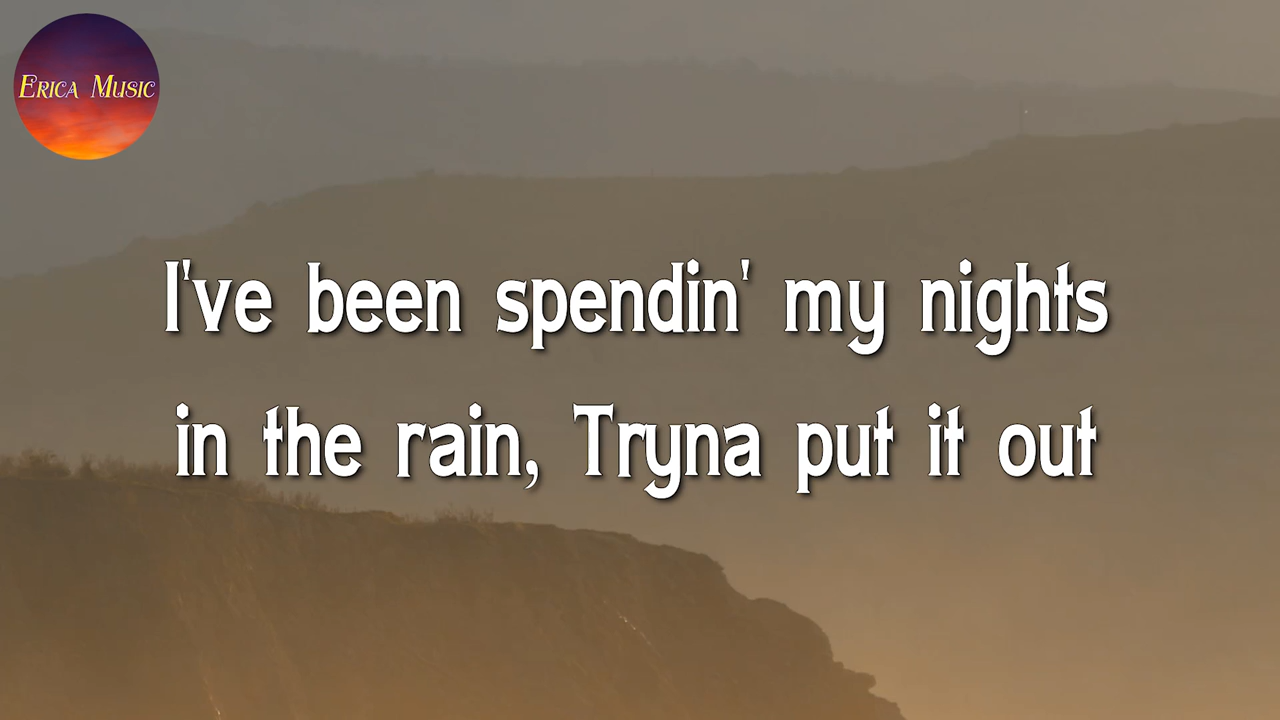 Erica Music
I've been spendin' my nights
in the rain, Tryna put it out